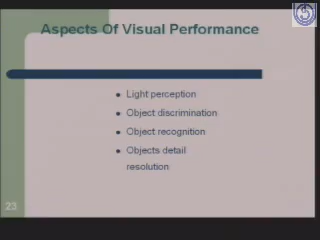 Aspects Of Visual Performance
Light perception
Object discrimination
Object recognition
Objects detail
resolution
23